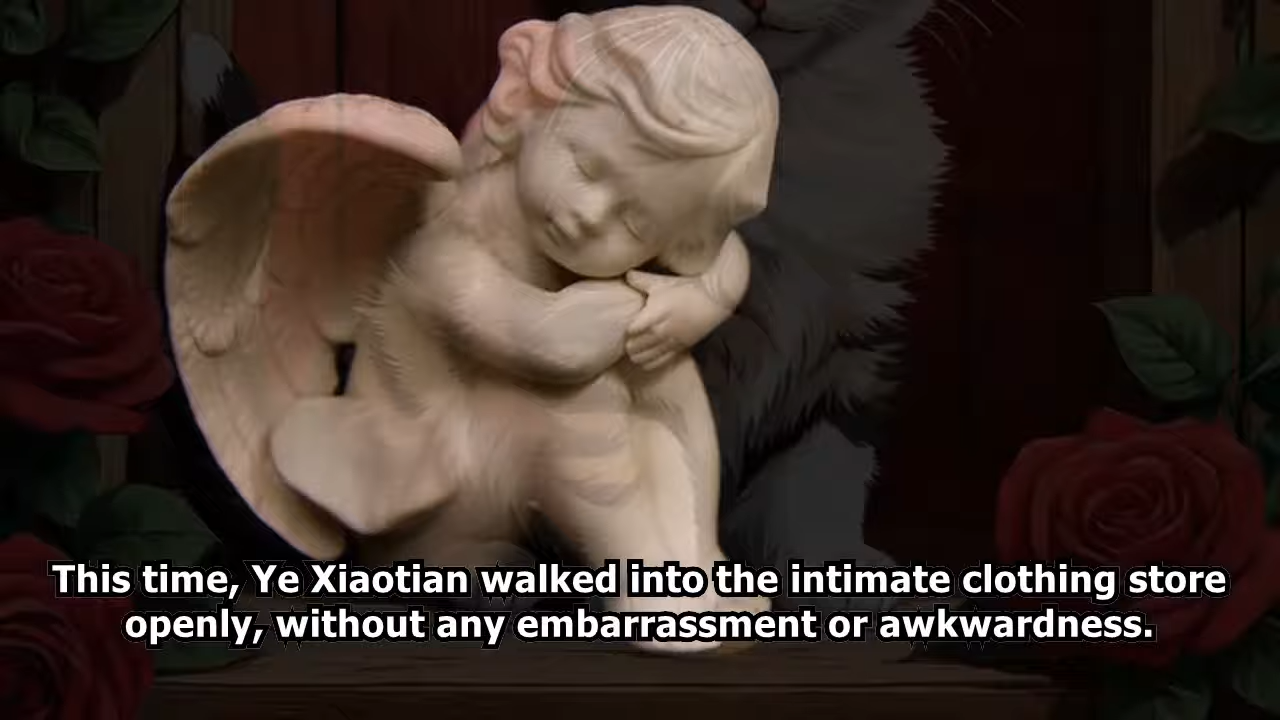 This time, Ye Xiaotian walked into the intimate clothing store
openly, without any embarrassment or awkwardness.